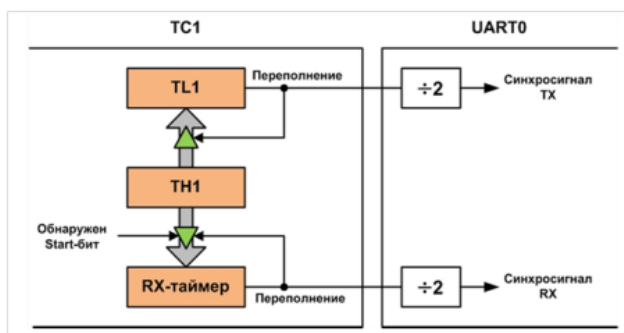 TC1
UART0
TL1
Переполнение
÷2
Синхросигнал
TX
TH1
Обнаружен
Start-бит
RX-таймер
Переполнение
÷2
Синхросигнал
RX